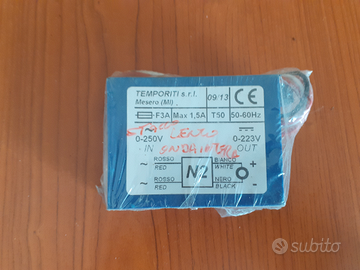 TEMPORITI s.r.l.
Mesero (MI)
09/13
CE
F3A
Max 1,5A
T50
50-60Hz
0-250V
0-223V
LENTO
IN
OUT
ROSSO
RED
N2
BIANCO
WHITE
+
ROSSO
RED
NERO
BLACK
-
subito